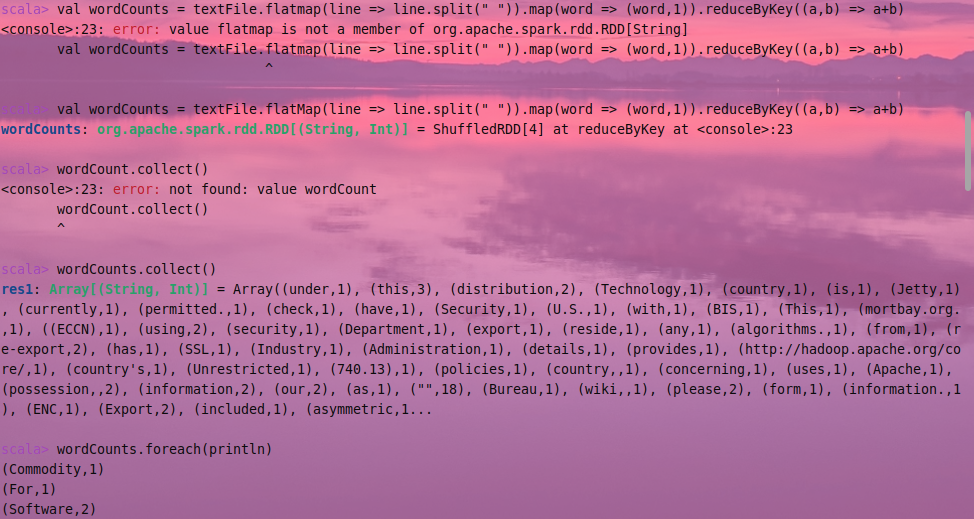 scala> val wordCounts = textFile.flatmap(line => line.split(" ")).map(word => (word,1)).reduceByKey((a,b) => a+b)
<console>:23: error: value flatmap is not a member of org.apache.spark.rdd.RDD[String]
       val wordCounts = textFile.flatmap(line => line.split(" ")).map(word => (word,1)).reduceByKey((a,b) => a+b)
                                 ^
scala> val wordCounts = textFile.flatMap(line => line.split(" ")).map(word => (word,1)).reduceByKey((a,b) => a+b)
wordCounts: org.apache.spark.rdd.RDD[(String, Int)] = ShuffledRDD[4] at reduceByKey at <console>:23
scala> wordCount.collect()
<console>:23: error: not found: value wordCount
       wordCount.collect()
       ^
scala> wordCounts.collect()
res1: Array[(String, Int)] = Array((under,1), (this,3), (distribution,2), (Technology,1), (country,1), (is,1), (Jetty,1)
, (currently,1), (permitted.,1), (check,1), (have,1), (Security,1), (U.S.,1), (with,1), (BIS,1), (This,1), (mortbay.org.
,1), ((ECCN),1), (using,2), (security,1), (Department,1), (export,1), (reside,1), (any,1), (algorithms.,1), (from,1), (r
e-export,2), (has,1), (SSL,1), (Industry,1), (Administration,1), (details,1), (provides,1), (http://hadoop.apache.org/co
re/,1), (country's,1), (Unrestricted,1), (740.13),1), (policies,1), (country,,1), (concerning,1), (uses,1), (Apache,1),
(possession,,2), (information,2), (our,2), (as,1), ("",18), (Bureau,1), (wiki,,1), (please,2), (form,1), (information.,1
), (ENC,1), (Export,2), (included,1), (asymmetric,1...
scala> wordCounts.foreach(println)
(Commodity,1)
(For,1)
(Software,2)